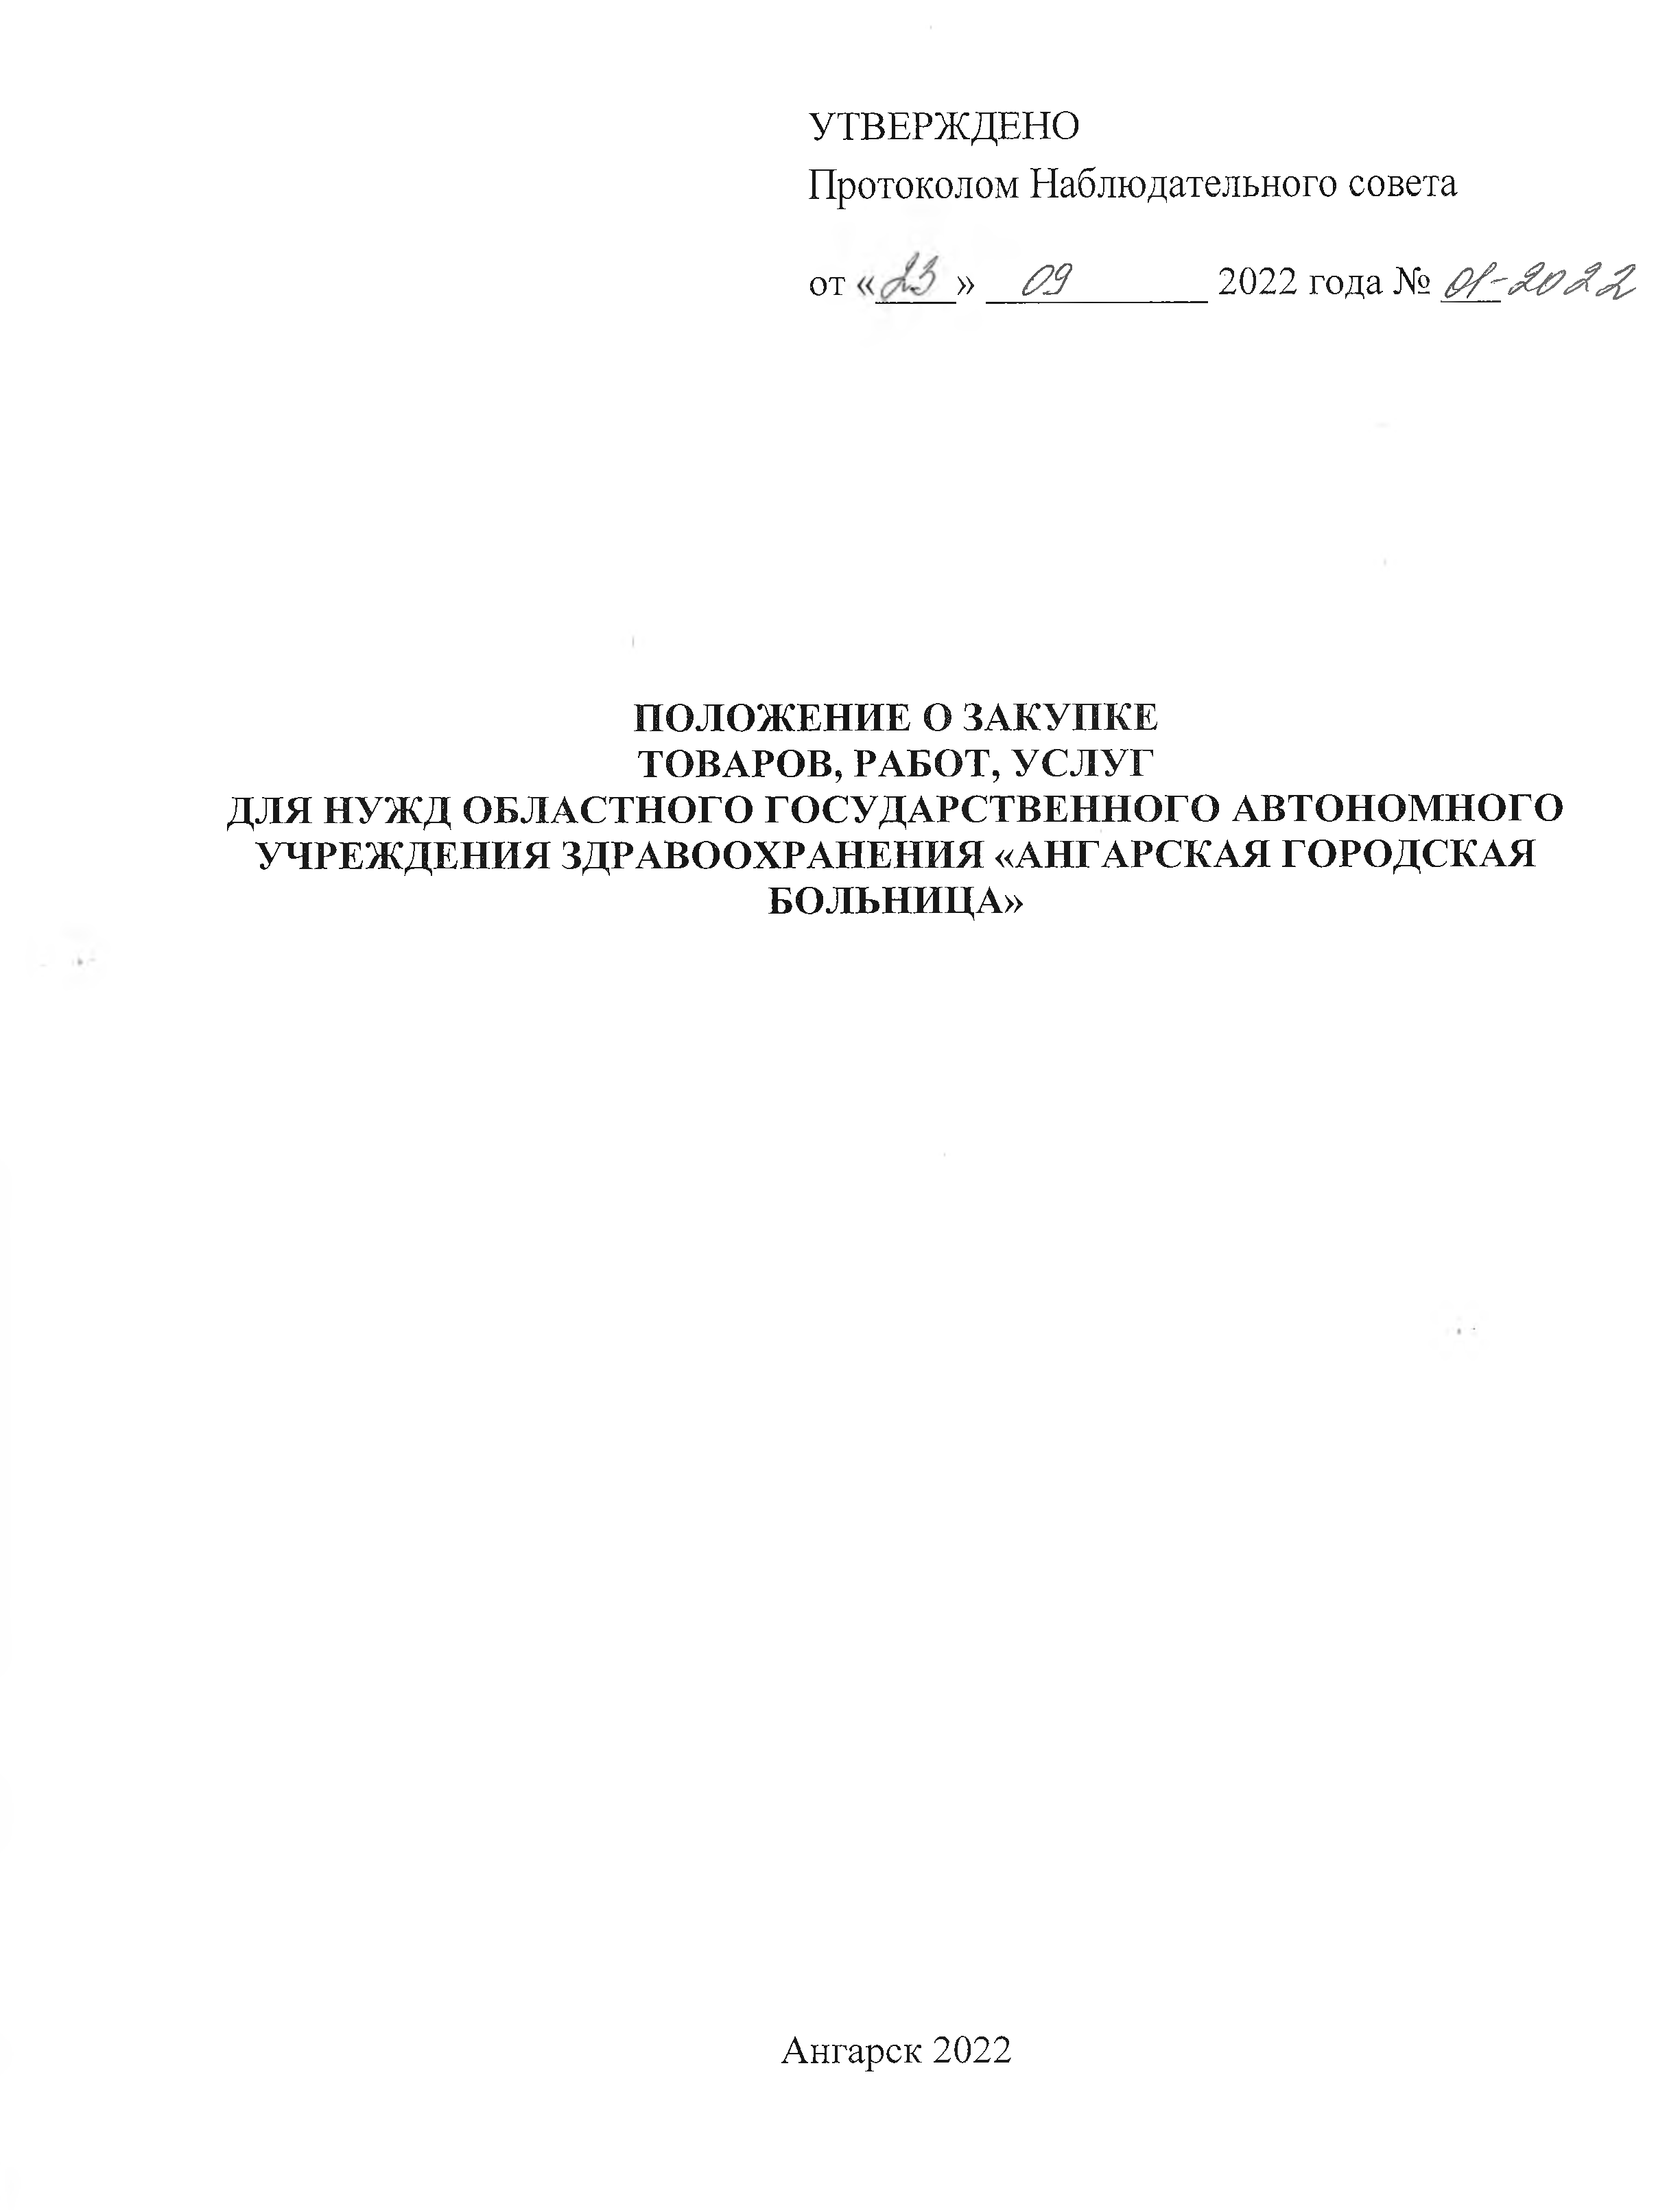 УТВЕРЖДЕНО
Протоколом Наблюдательного совета
от «23» 09 2022 года № 01-2022
ПОЛОЖЕНИЕ О ЗАКУПКЕ
ТОВАРОВ, РАБОТ, УСЛУГ
ДЛЯ НУЖД ОБЛАСТНОГО ГОСУДАРСТВЕННОГО АВТОНОМНОГО
УЧРЕЖДЕНИЯ ЗДРАВООХРАНЕНИЯ «АНГАРСКАЯ ГОРОДСКАЯ
БОЛЬНИЦА»
Ангарск 2022